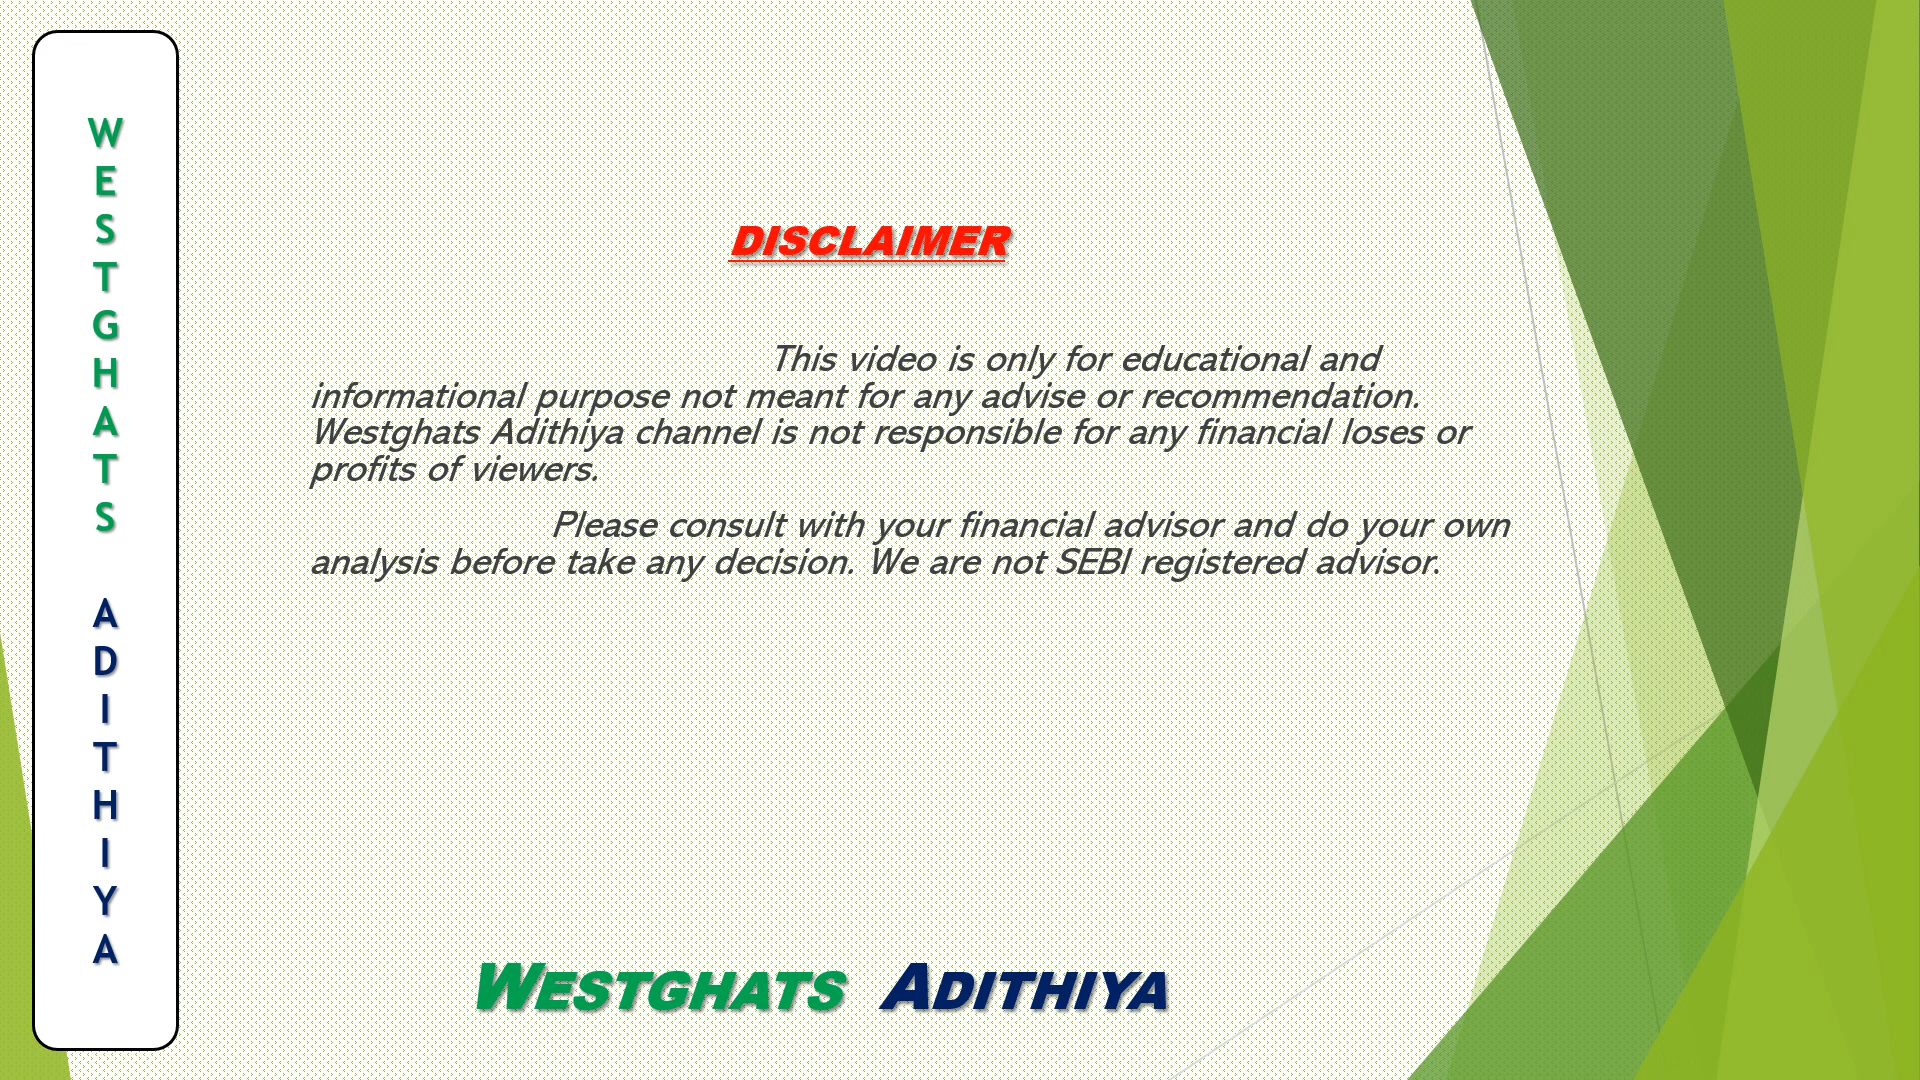 W
E
S
T
G
H
A
T
S
A
D
I
T
H
I
Y
A
DISCLAIMER
This video is only for educational and
informational purpose not meant for any advise or recommendation.
Westghats Adithiya channel is not responsible for any financial loses or
profits of viewers.
Please consult with your financial advisor and do your own
analysis before take any decision. We are not SEBI registered advisor.
WESTGHATS ADITHIYA